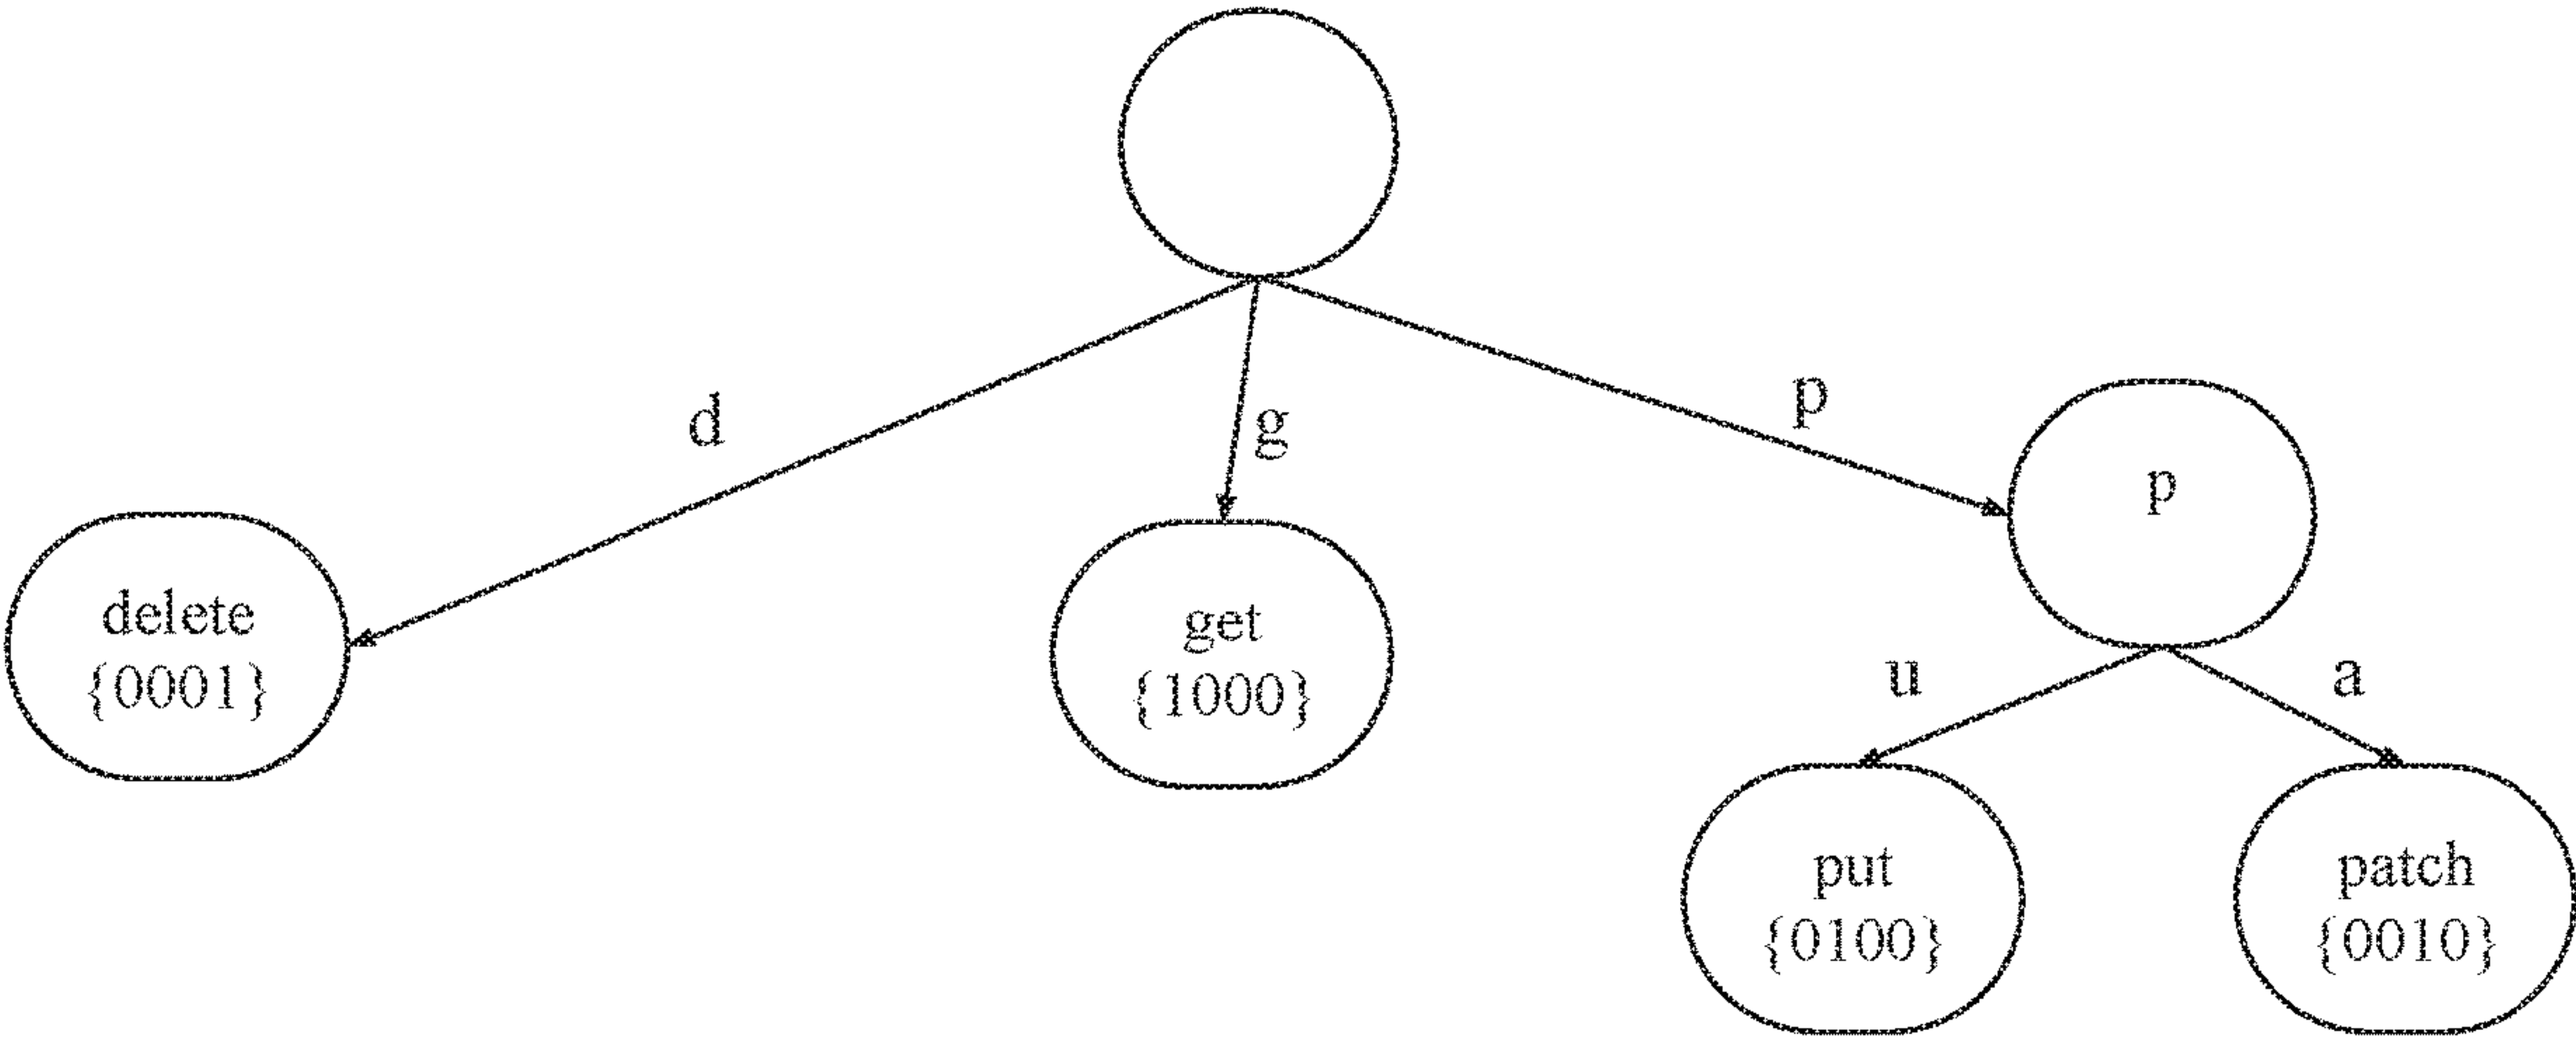 d
g
p
p
delete
{0001}
get
{1000}
u
a
put
{0100}
patch
{0010}